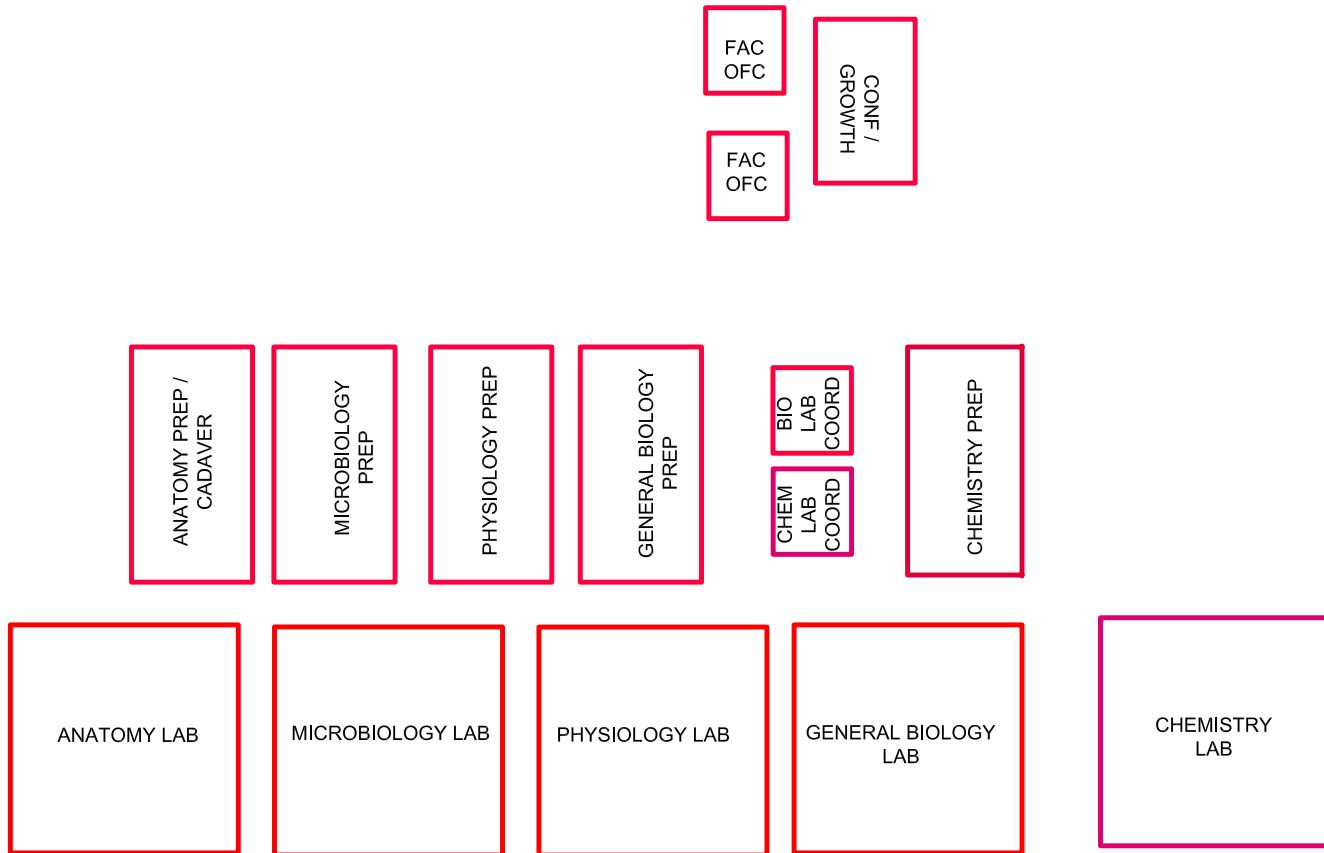 FAC
OFC
CONF /
GROWTH
FAC
OFC
ANATOMY PREP /
CADAVER
MICROBIOLOGY
PREP
PHYSIOLOGY PREP
GENERAL BIOLOGY
PREP
BIO
LAB
COORD
CHEM
LAB
COORD
CHEMISTRY PREP
ANATOMY LAB
MICROBIOLOGY LAB
PHYSIOLOGY LAB
GENERAL BIOLOGY
LAB
CHEMISTRY
LAB